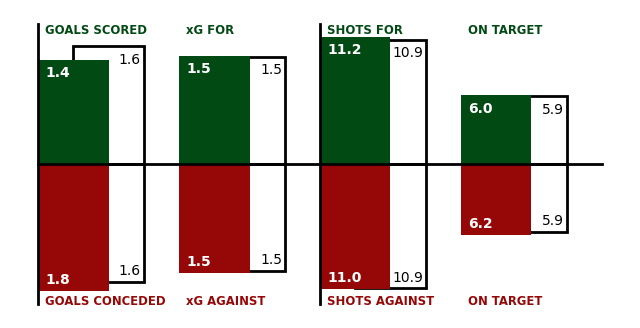 GOALS SCORED xG FOR SHOTS FOR ON TARGET
1.4 1.6 1.5 1.5 11.2 10.9 6.0 5.9
1.8 1.6 1.5 1.5 11.0 10.9 6.2 5.9
GOALS CONCEDED xG AGAINST SHOTS AGAINST ON TARGET